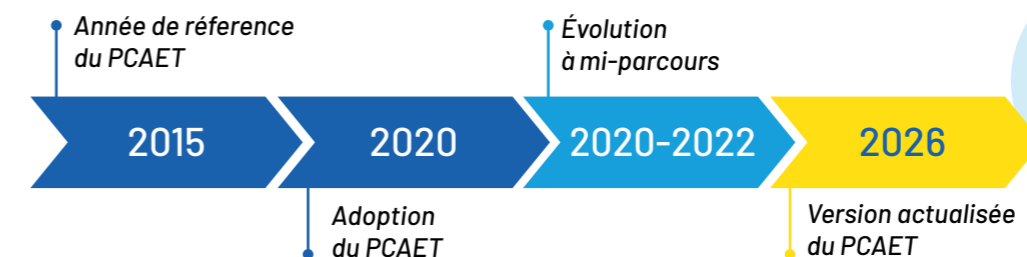 Année de réference
du PCAET
Évolution
à mi-parcours
2015
2020
2020-2022
2026
Adoption
du PCAET
Version actualisée
du PCAET